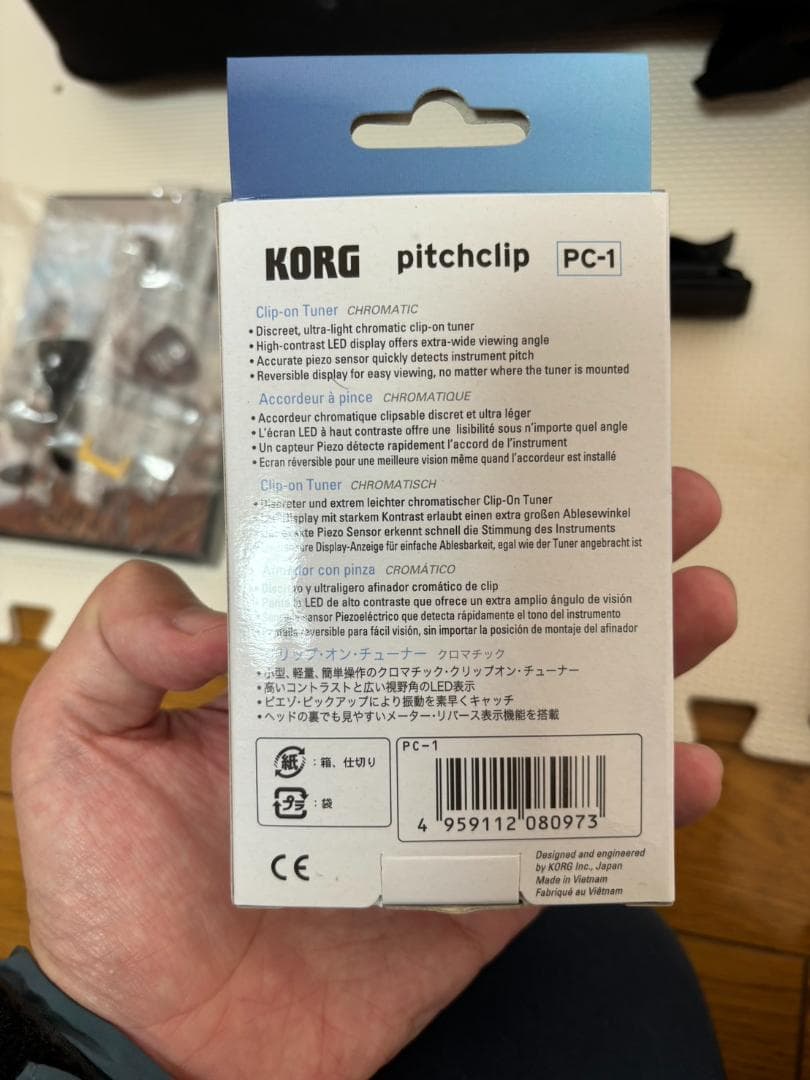 KORG pitchclip PC-1
Clip-on Tuner CHROMATIC
• Discreet, ultra-light chromatic clip-on tuner
• High-contrast LED display offers extra-wide viewing angle
• Accurate piezo sensor quickly detects instrument pitch
• Reversible display for easy viewing, no matter where the tuner is mounted
Accordeur à pince CHROMATIQUE
• Accordeur chromatique clipsable discret et ultra léger
• L'écran LED à haut contraste offre une lisibilité sous n'importe quel angle
• Un capteur Piezo détecte rapidement l'accord de l'instrument
• Ecran réversible pour une meilleure vision même quand l'accordeur est installé
Clip-on Tuner CHROMATISCH
• Diskreter und extrem leichter chromatischer Clip-On Tuner
mit starkem Kontrast erlaubt einen extra großen Ablesewinkel
Piezo Sensor erkennt schnell die Stimmung des Instruments
Display-Anzeige für einfache Ablesbarkeit, egal wie der Tuner angebracht ist
Afinador con pinza CROMÁTICO
y ultraligero afinador cromático de clip
LED de alto contraste que ofrece un extra amplio ángulo de visión
sensor Piezoeléctrico que detecta rápidamente el tono del instrumento
reversible para fácil visión, sin importar la posición de montaje del afinador
クリップ・オン・チューナー クロマチック
• 小型、軽量、簡単操作のクロマチック・クリップオン・チューナー
• 高いコントラストと広い視野角のLED表示
• ピエゾ・ピックアップにより振動を素早くキャッチ
• ヘッドの裏でも見やすいメーター・リバース表示機能を搭載
紙 : 箱、仕切り
プラ : 袋
PC-1
4 959112 080973
CE
Designed and engineered
by KORG Inc., Japan
Made in Vietnam
Fabriqué au Viêtnam